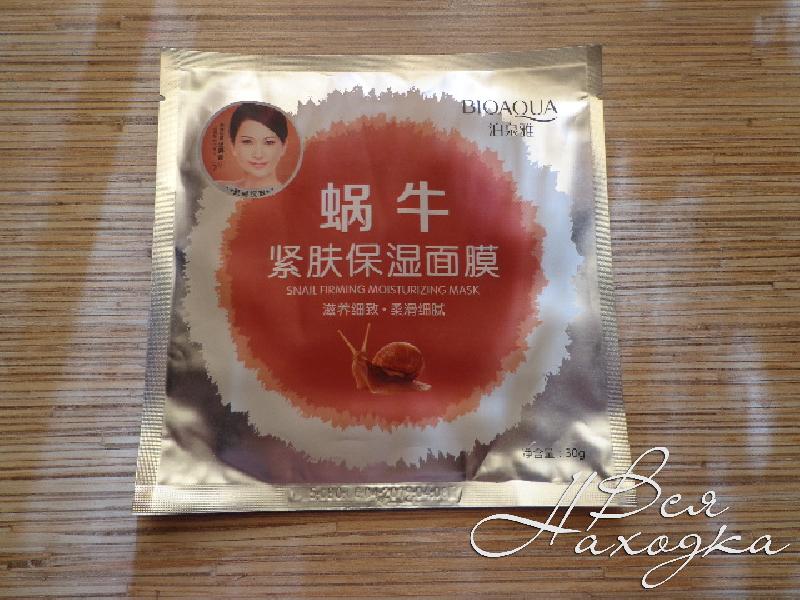 BIOAQUA
泊泉雅
蜗牛
紧肤保湿面膜
SNAIL FIRMING MOISTURIZING MASK
滋养细致·柔滑细腻
净含量:30g
Вся
Находка